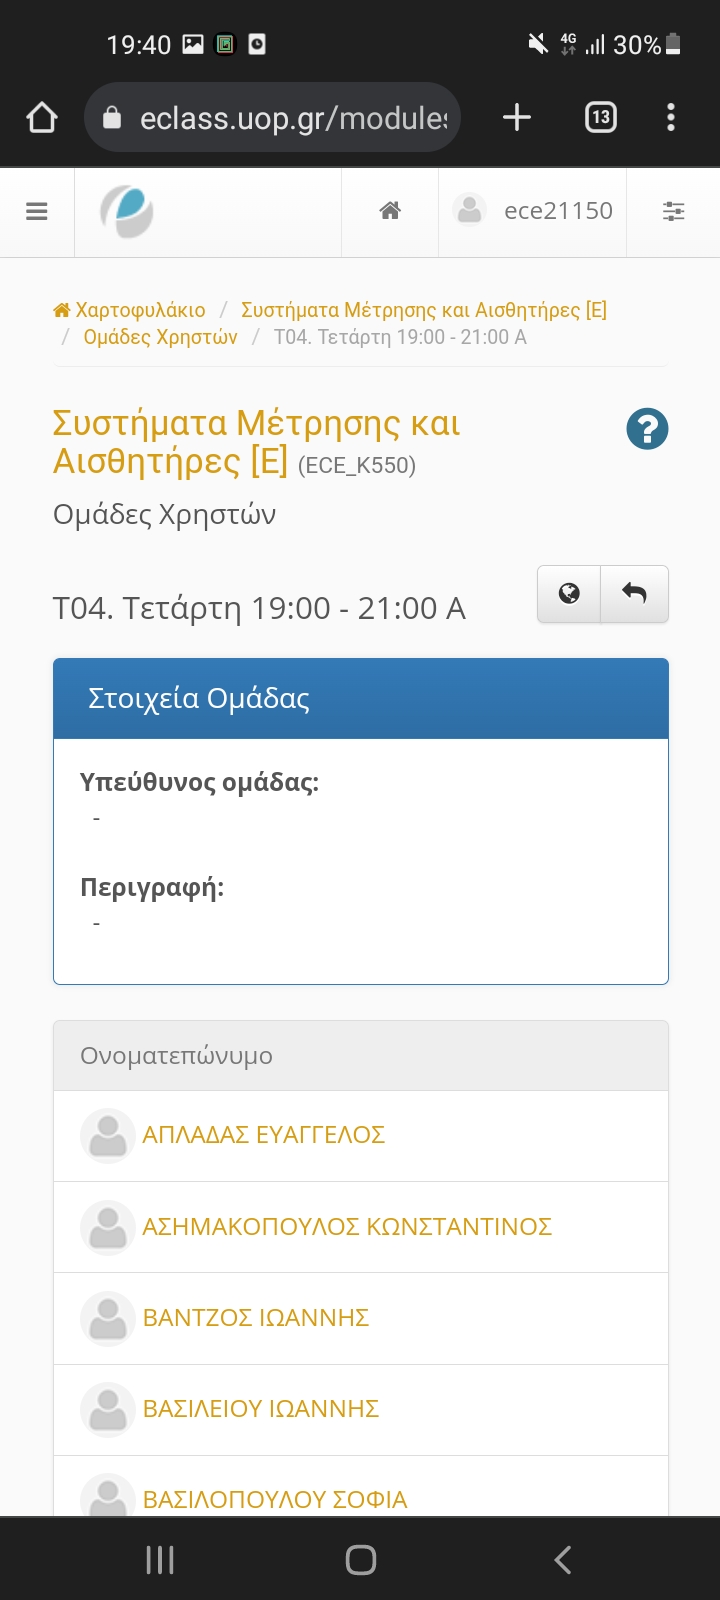 19:40 4G 30%
eclass.uop.gr/modules 13
ece21150
Χαρτοφυλάκιο / Συστήματα Μέτρησης και Αισθητήρες [Ε]
/ Ομάδες Χρηστών / Τ04. Τετάρτη 19:00 - 21:00 Α
Συστήματα Μέτρησης και
Αισθητήρες [Ε] (ECE_K550)
Ομάδες Χρηστών
Τ04. Τετάρτη 19:00 - 21:00 Α
Στοιχεία Ομάδας
Υπεύθυνος ομάδας:
-
Περιγραφή:
-
Ονοματεπώνυμο
ΑΠΛΑΔΑΣ ΕΥΑΓΓΕΛΟΣ
ΑΣΗΜΑΚΟΠΟΥΛΟΣ ΚΩΝΣΤΑΝΤΙΝΟΣ
ΒΑΝΤΖΟΣ ΙΩΑΝΝΗΣ
ΒΑΣΙΛΕΙΟΥ ΙΩΑΝΝΗΣ
ΒΑΣΙΛΟΠΟΥΛΟΥ ΣΟΦΙΑ